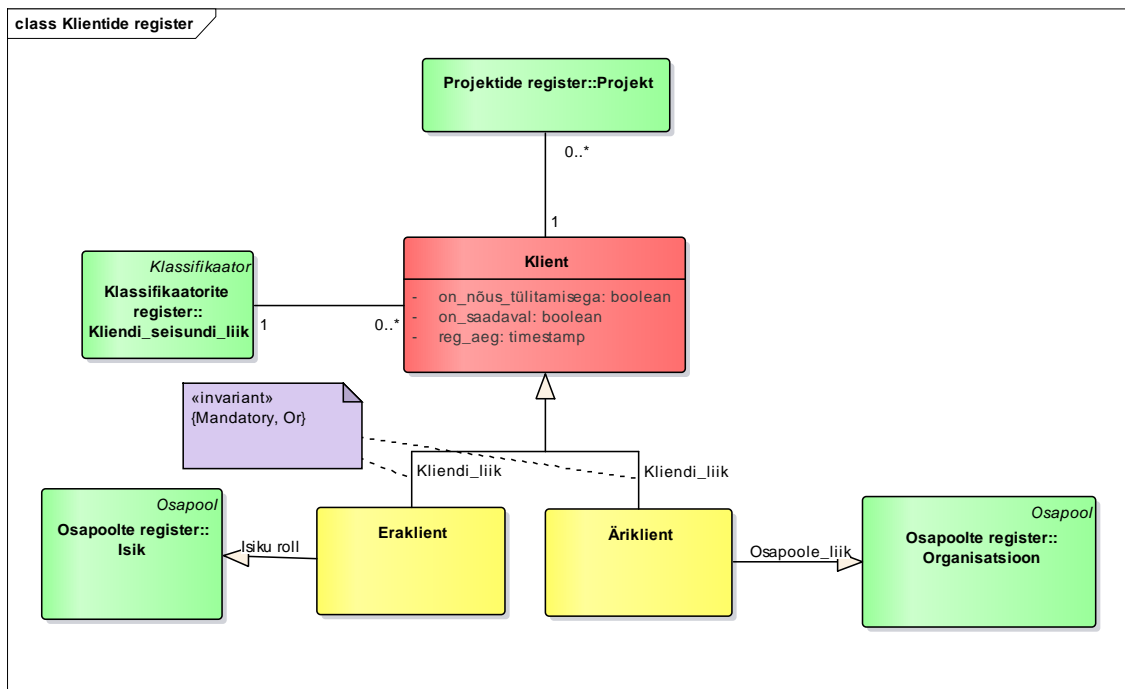 class Klientide register
Projektide register::Projekt
0..*
1
Klient
- on_nõus_tülitamisega: boolean
- on_saadaval: boolean
- reg_aeg: timestamp
Klassifikaator
Klassifikaatorite
register::
Kliendi_seisundi_liik
1
0..*
«invariant»
{Mandatory, Or}
Kliendi_liik
Kliendi_liik
Osapool
Osapoolte register::
Isik
Isiku roll
Eraklient
Äriklient
Osapoole_liik
Osapool
Osapoolte register::
Organisatsioon